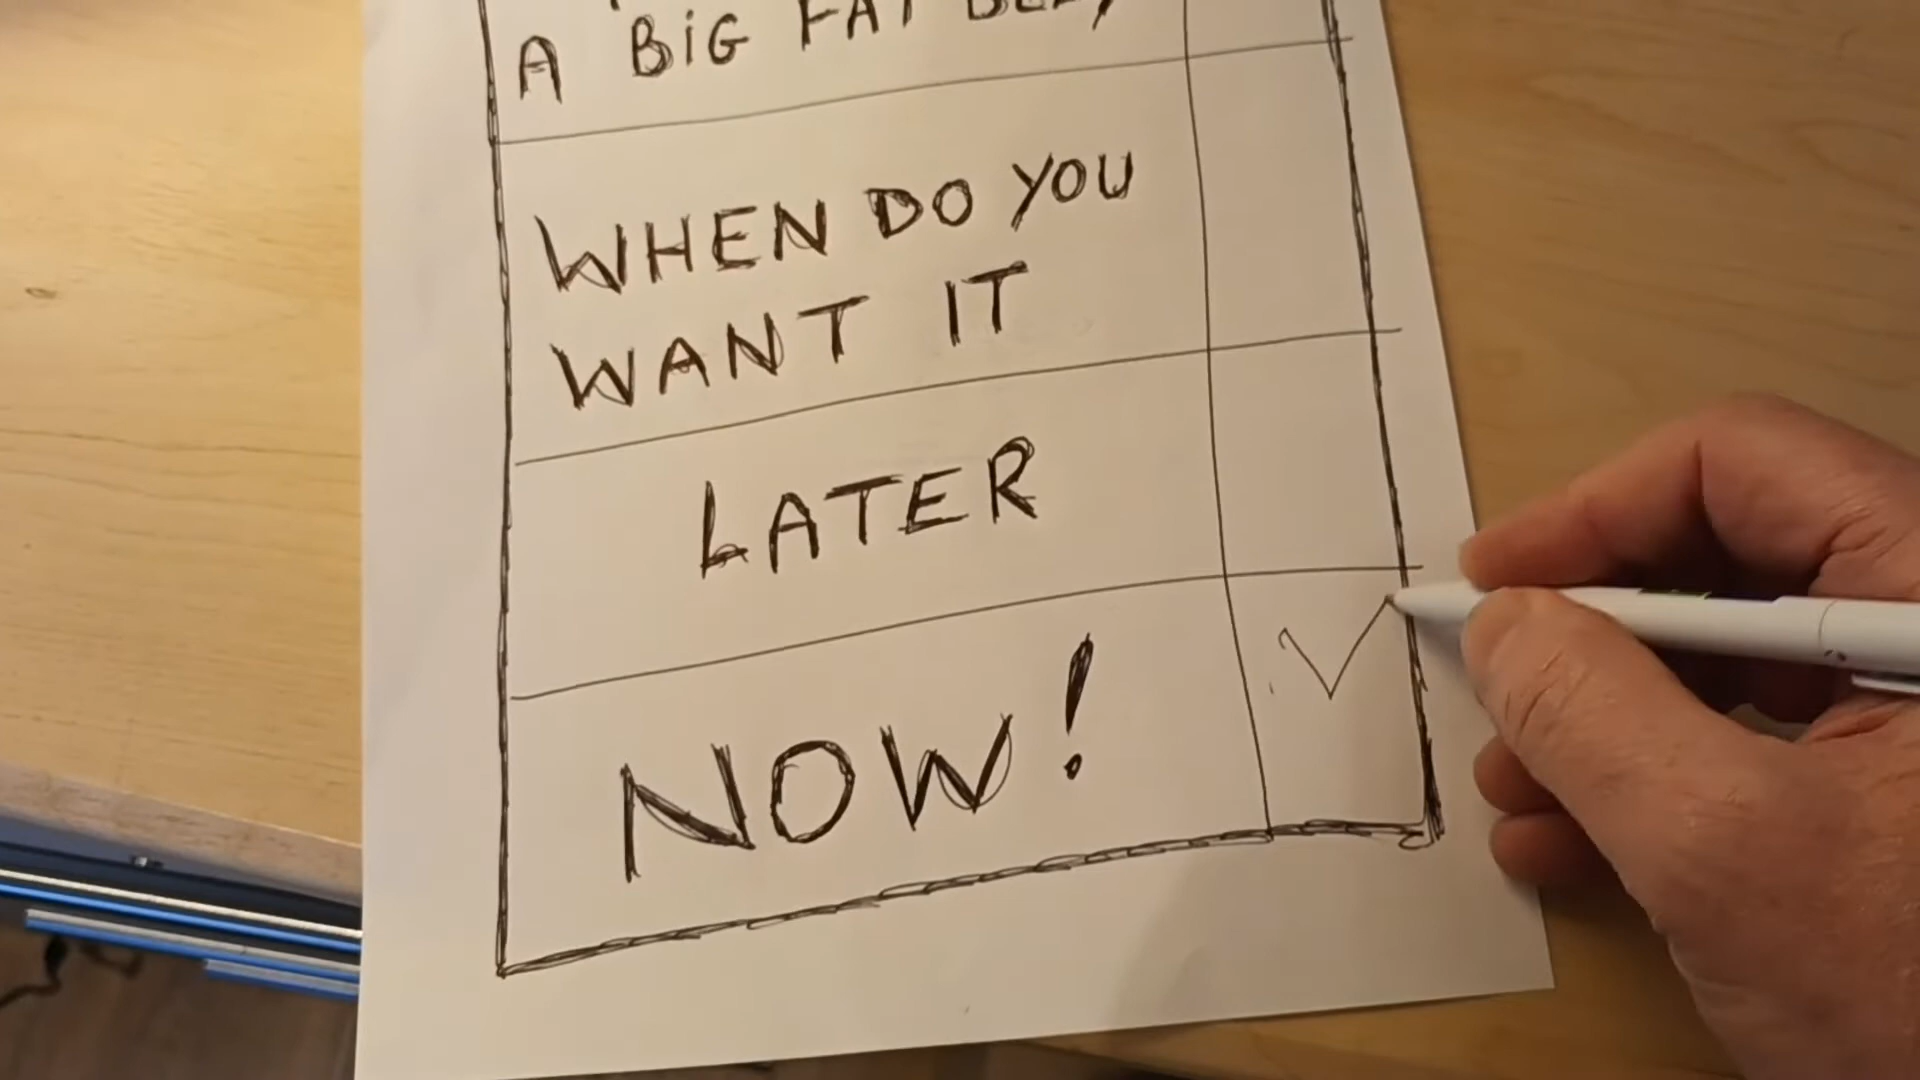 A BIG FAT
WHEN DO YOU
WANT IT
LATER
NOW!